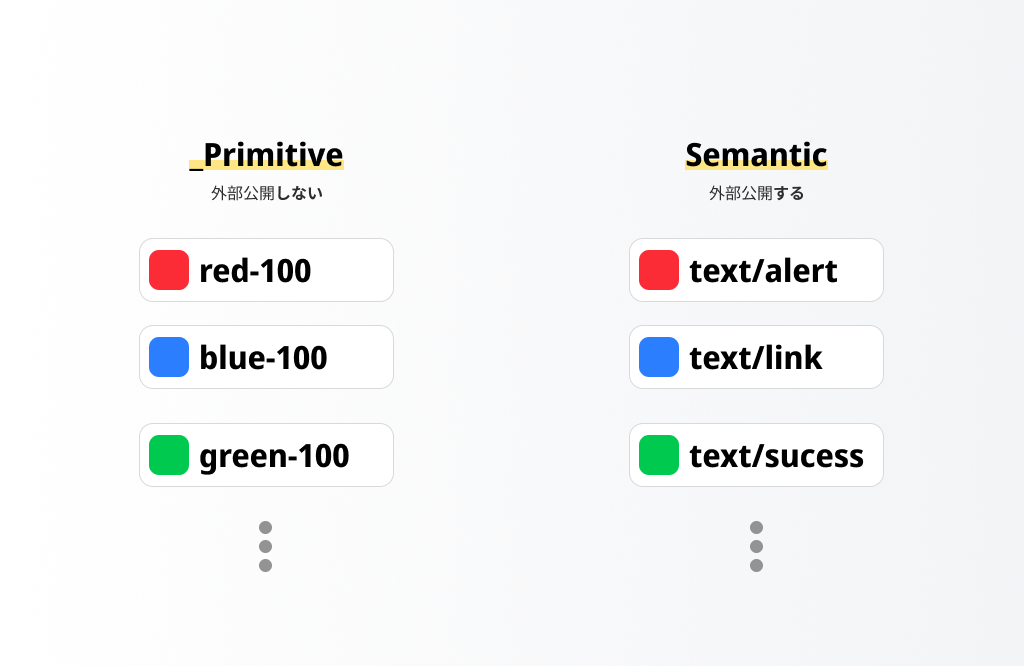 _Primitive
外部公開しない
red-100
blue-100
green-100
Semantic
外部公開する
text/alert
text/link
text/sucess